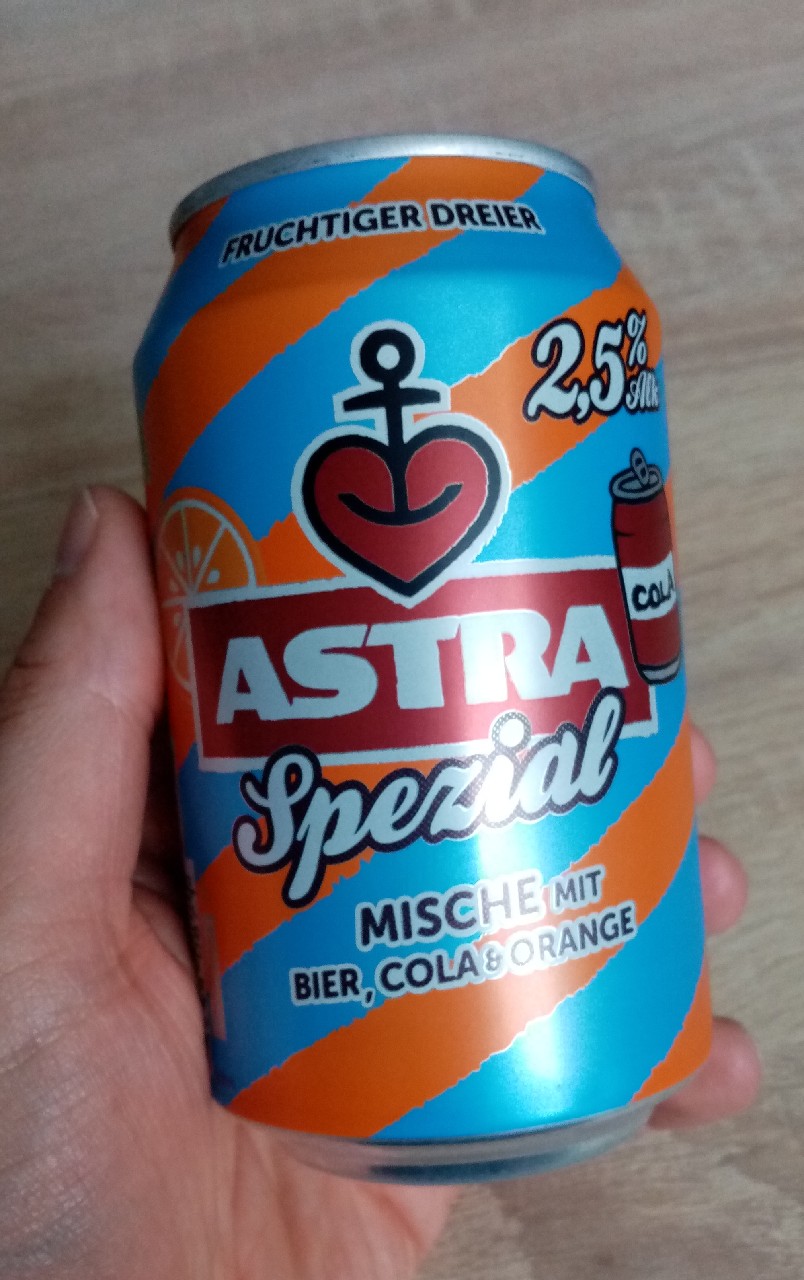 FRUCHTIGER DREIER
2,5% Alk
COLA
ASTRA
Spezial
MISCHE MIT
BIER, COLA & ORANGE